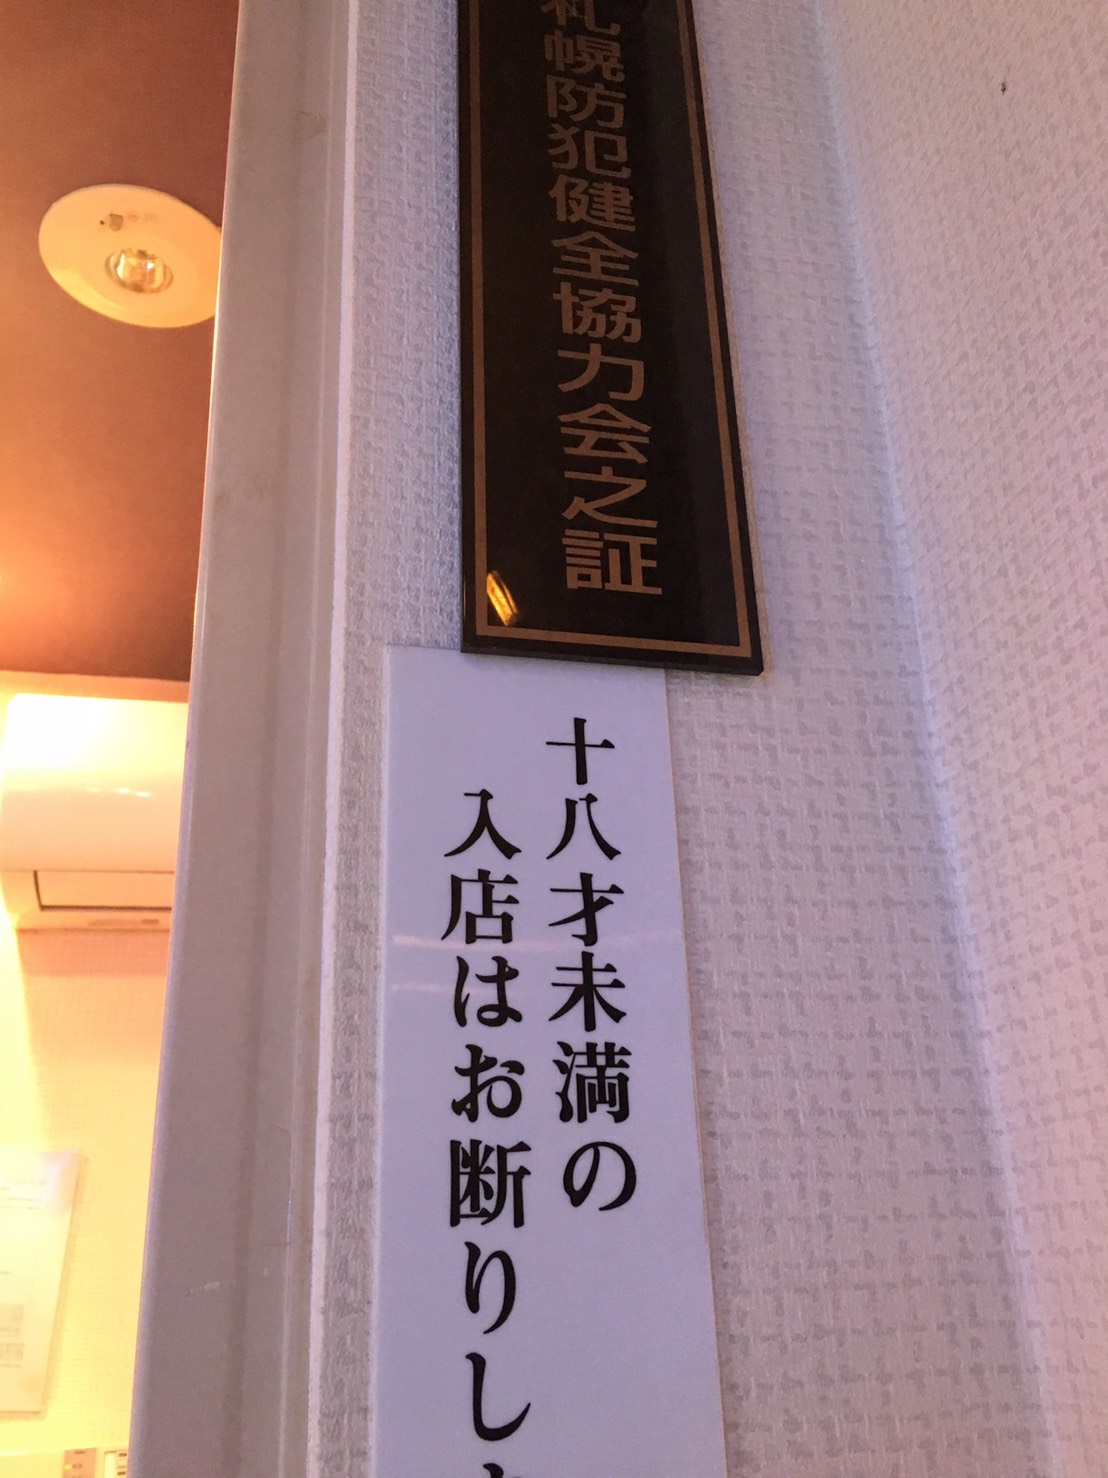 札幌防犯健全協力会之証
十八才未満の
入店はお断りし